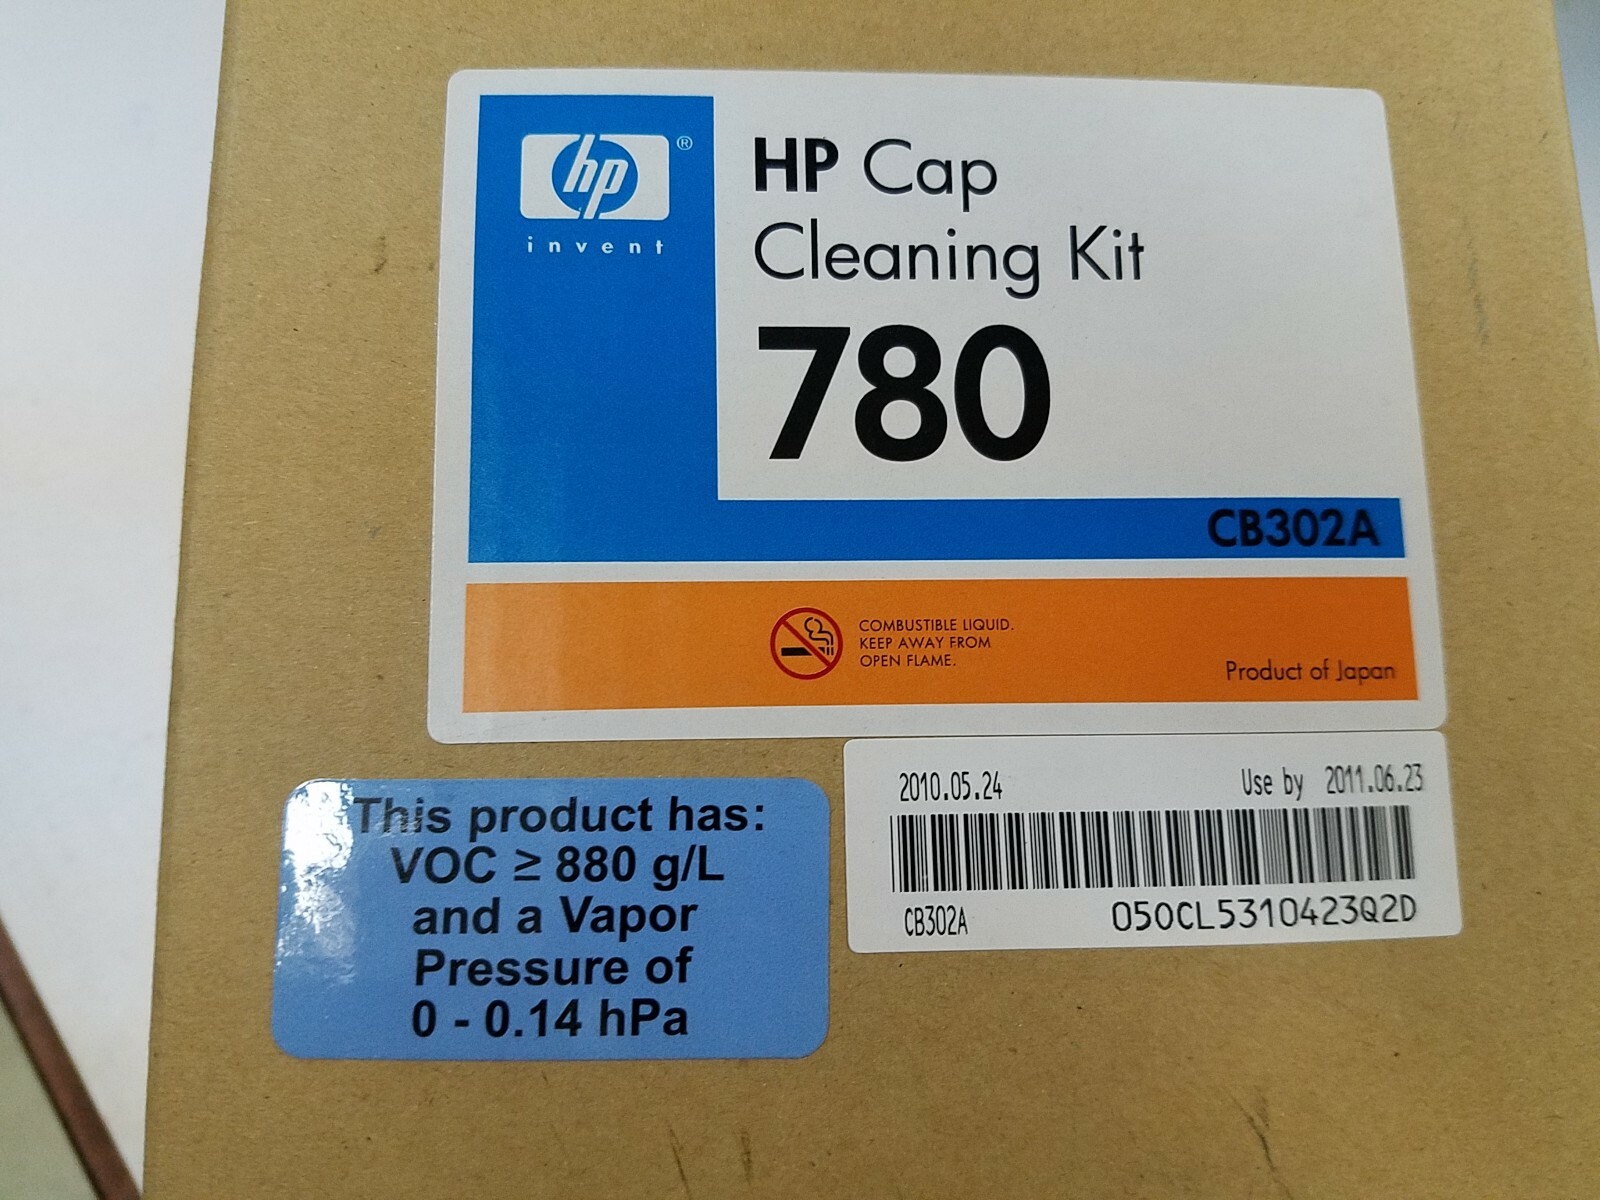 hp ®
invent
HP Cap
Cleaning Kit
780
CB302A
COMBUSTIBLE LIQUID.
KEEP AWAY FROM
OPEN FLAME.
Product of Japan
2010.05.24 Use by 2011.06.23
CB302A 050CL5310423Q2D
This product has:
VOC ≥ 880 g/L
and a Vapor
Pressure of
0 - 0.14 hPa